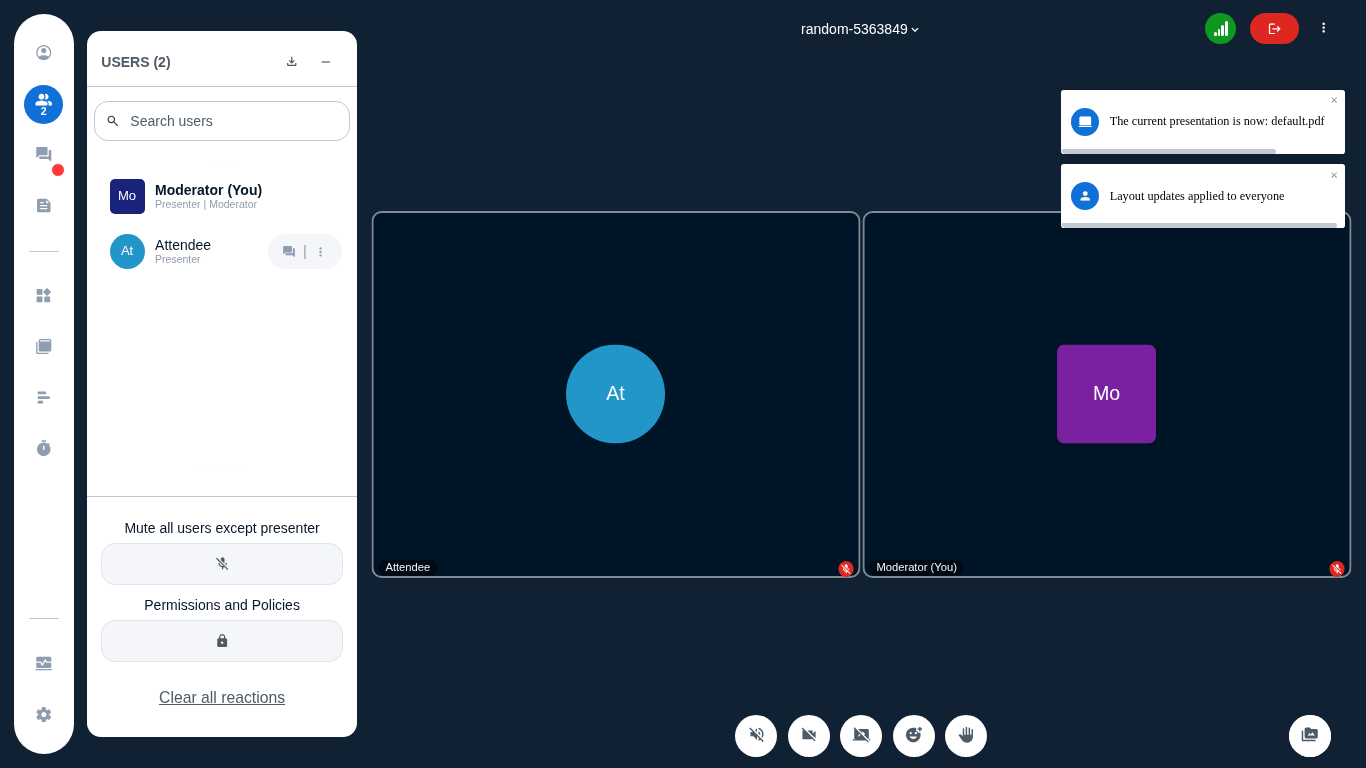 random-5363849
USERS (2)
2
Search users
Mo
Moderator (You)
Presenter | Moderator
At
Attendee
Presenter
The current presentation is now: default.pdf
Layout updates applied to everyone
At
Mo
Attendee
Moderator (You)
Mute all users except presenter
Permissions and Policies
Clear all reactions